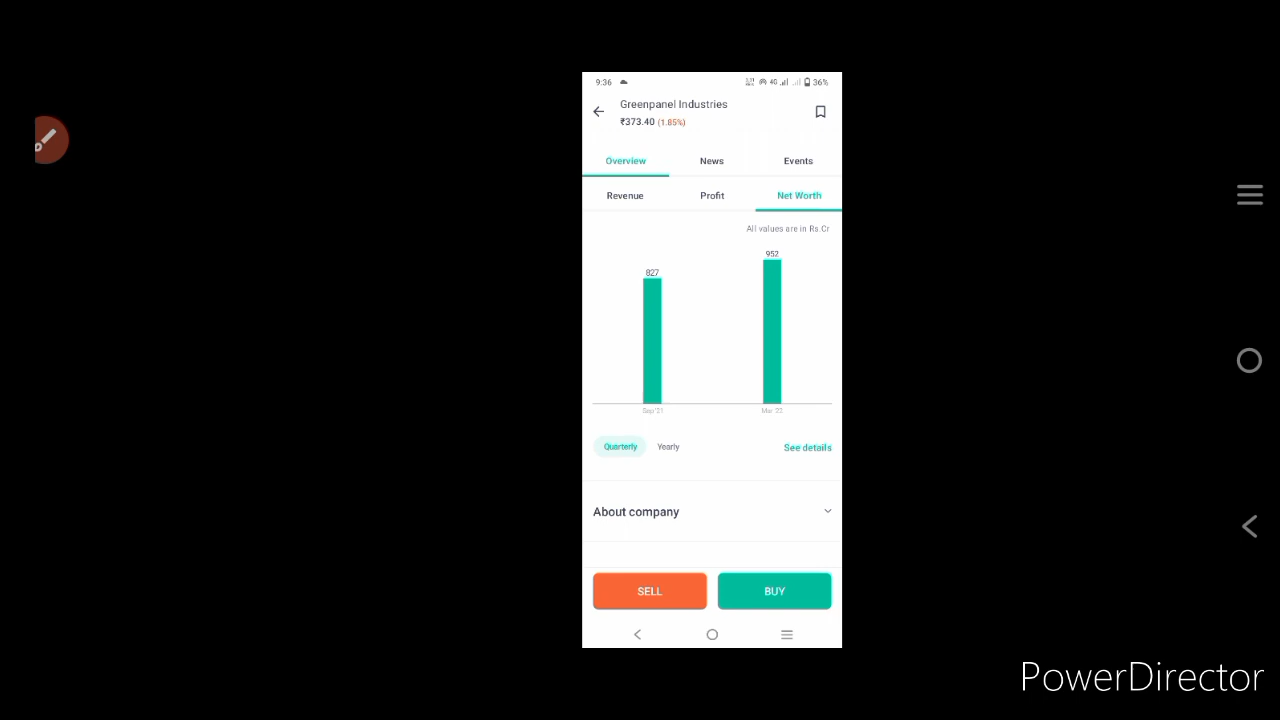 9:36 4G 36%
Greenpanel Industries
₹373.40 (1.85%)
Overview News Events
Revenue Profit Net Worth
All values are in Rs.Cr
952
827
Sep '21 Mar '22
Quarterly Yearly See details
About company
SELL BUY
PowerDirector